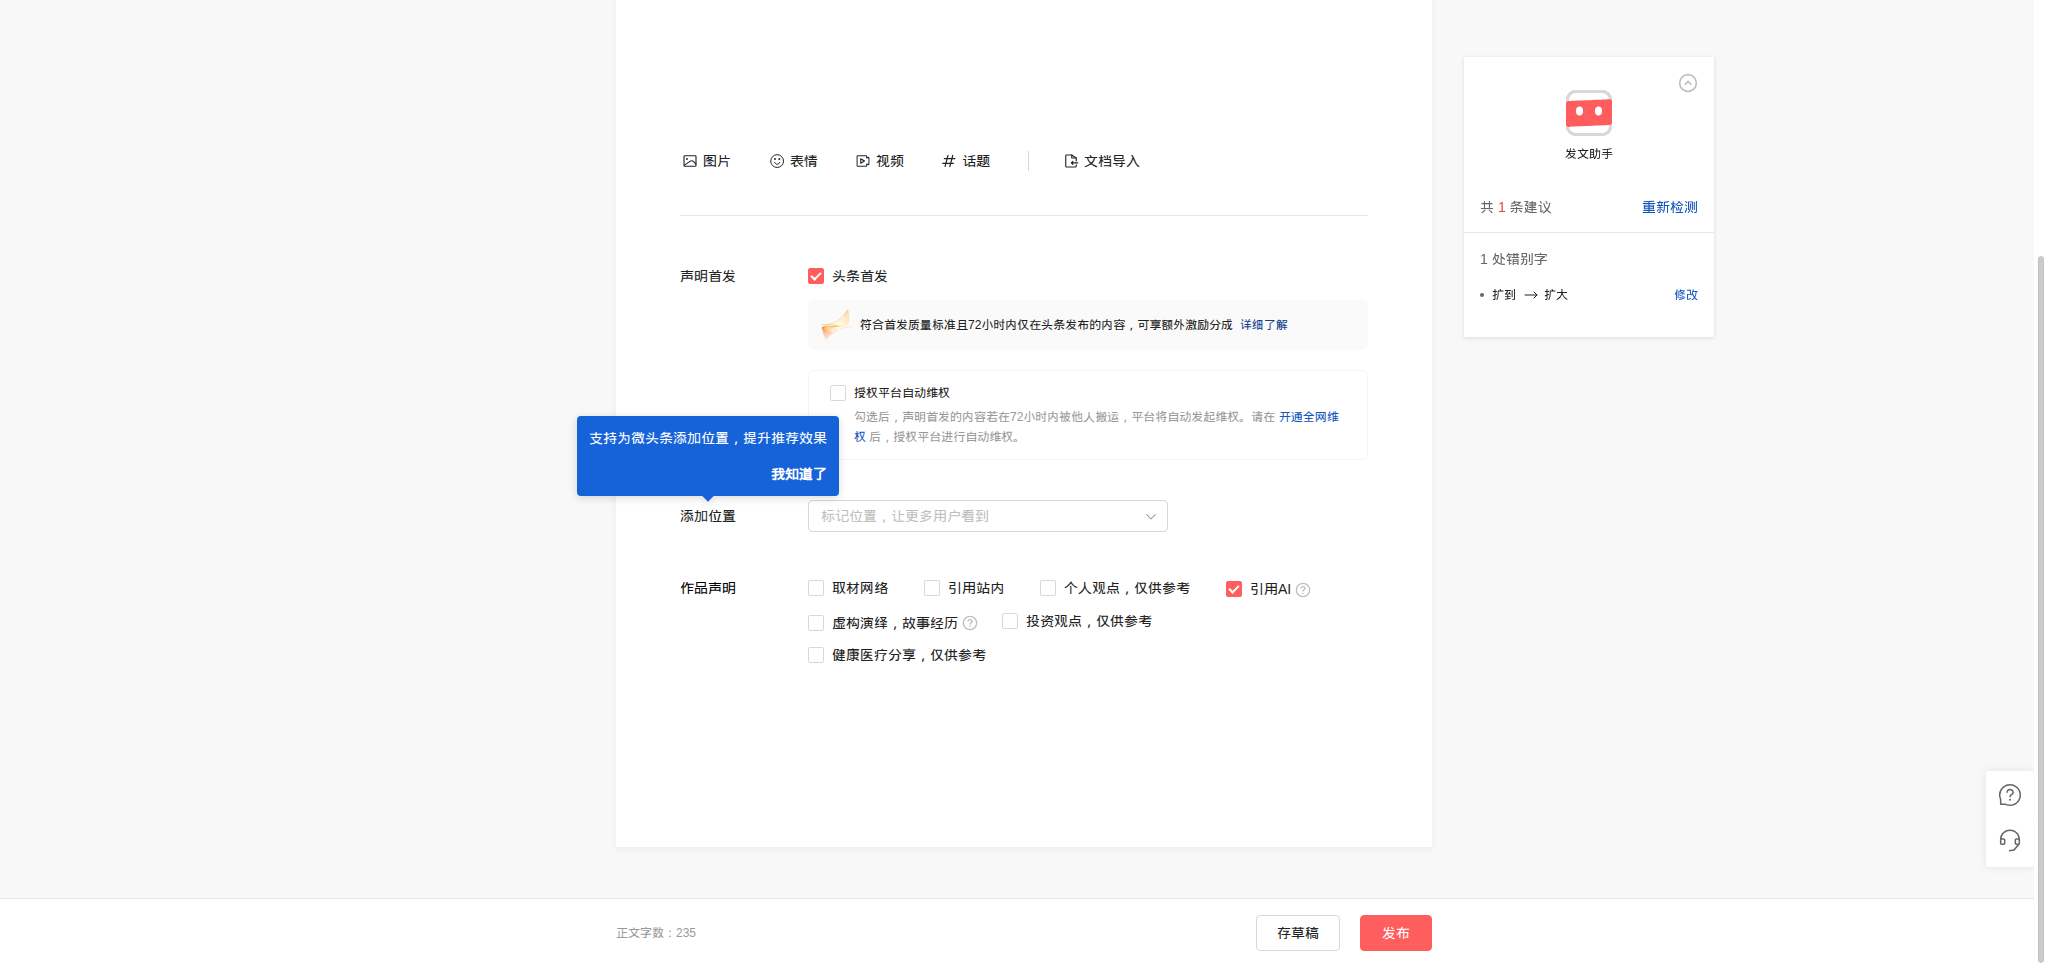 图片 表情 视频 话题 文档导入
发文助手
共 1 条建议 重新检测
1 处错别字
扩到 → 扩大 修改
声明首发 头条首发
符合首发质量标准且72小时内仅在头条发布的内容，可享额外激励分成 详细了解
授权平台自动维权
勾选后，声明首发的内容若在72小时内被他人搬运，平台将自动发起维权。请在 开通全网维
权 后，授权平台进行自动维权。
支持为微头条添加位置，提升推荐效果
我知道了
添加位置 标记位置，让更多用户看到
作品声明 取材网络 引用站内 个人观点，仅供参考 引用AI
虚构演绎，故事经历 投资观点，仅供参考
健康医疗分享，仅供参考
正文字数：235 存草稿 发布